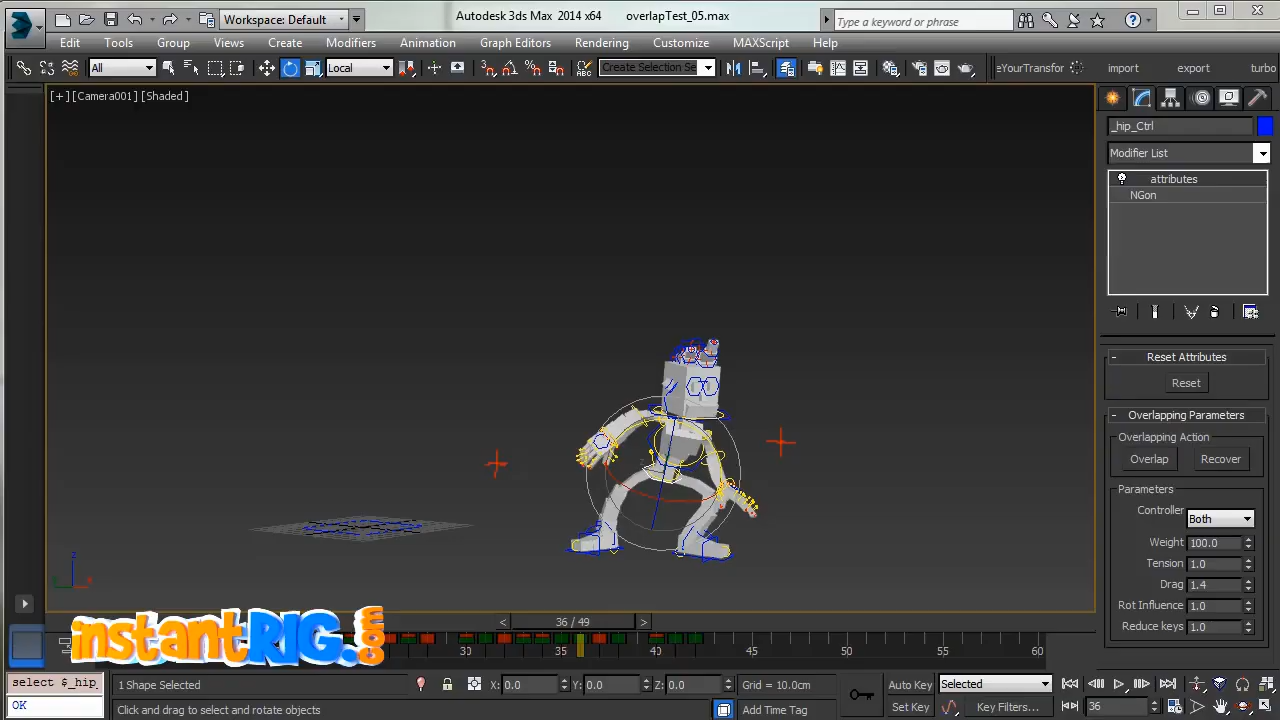 Workspace: Default
Autodesk 3ds Max 2014 x64 overlapTest_05.max
Type a keyword or phrase
Edit Tools Group Views Create Modifiers Animation Graph Editors Rendering Customize MAXScript Help
All
Local
Create Selection Se
eYourTransfor import export turbo
[+] [Camera001] [Shaded]
_hip_Ctrl
Modifier List
attributes
NGon
- Reset Attributes
Reset
- Overlapping Parameters
Overlapping Action
Overlap Recover
Parameters
Controller Both
Weight 100.0
Tension 1.0
Drag 1.4
Rot Influence 1.0
Reduce keys 1.0
z
instantRIG.com
< 36 / 49 >
30 35 40 45 50 55 60
select $_hip_
OK
1 Shape Selected
X: 0.0 Y: 0.0 Z: 0.0
Grid = 10.0cm
Auto Key Selected
Click and drag to select and rotate objects
Add Time Tag
Set Key Key Filters...
36